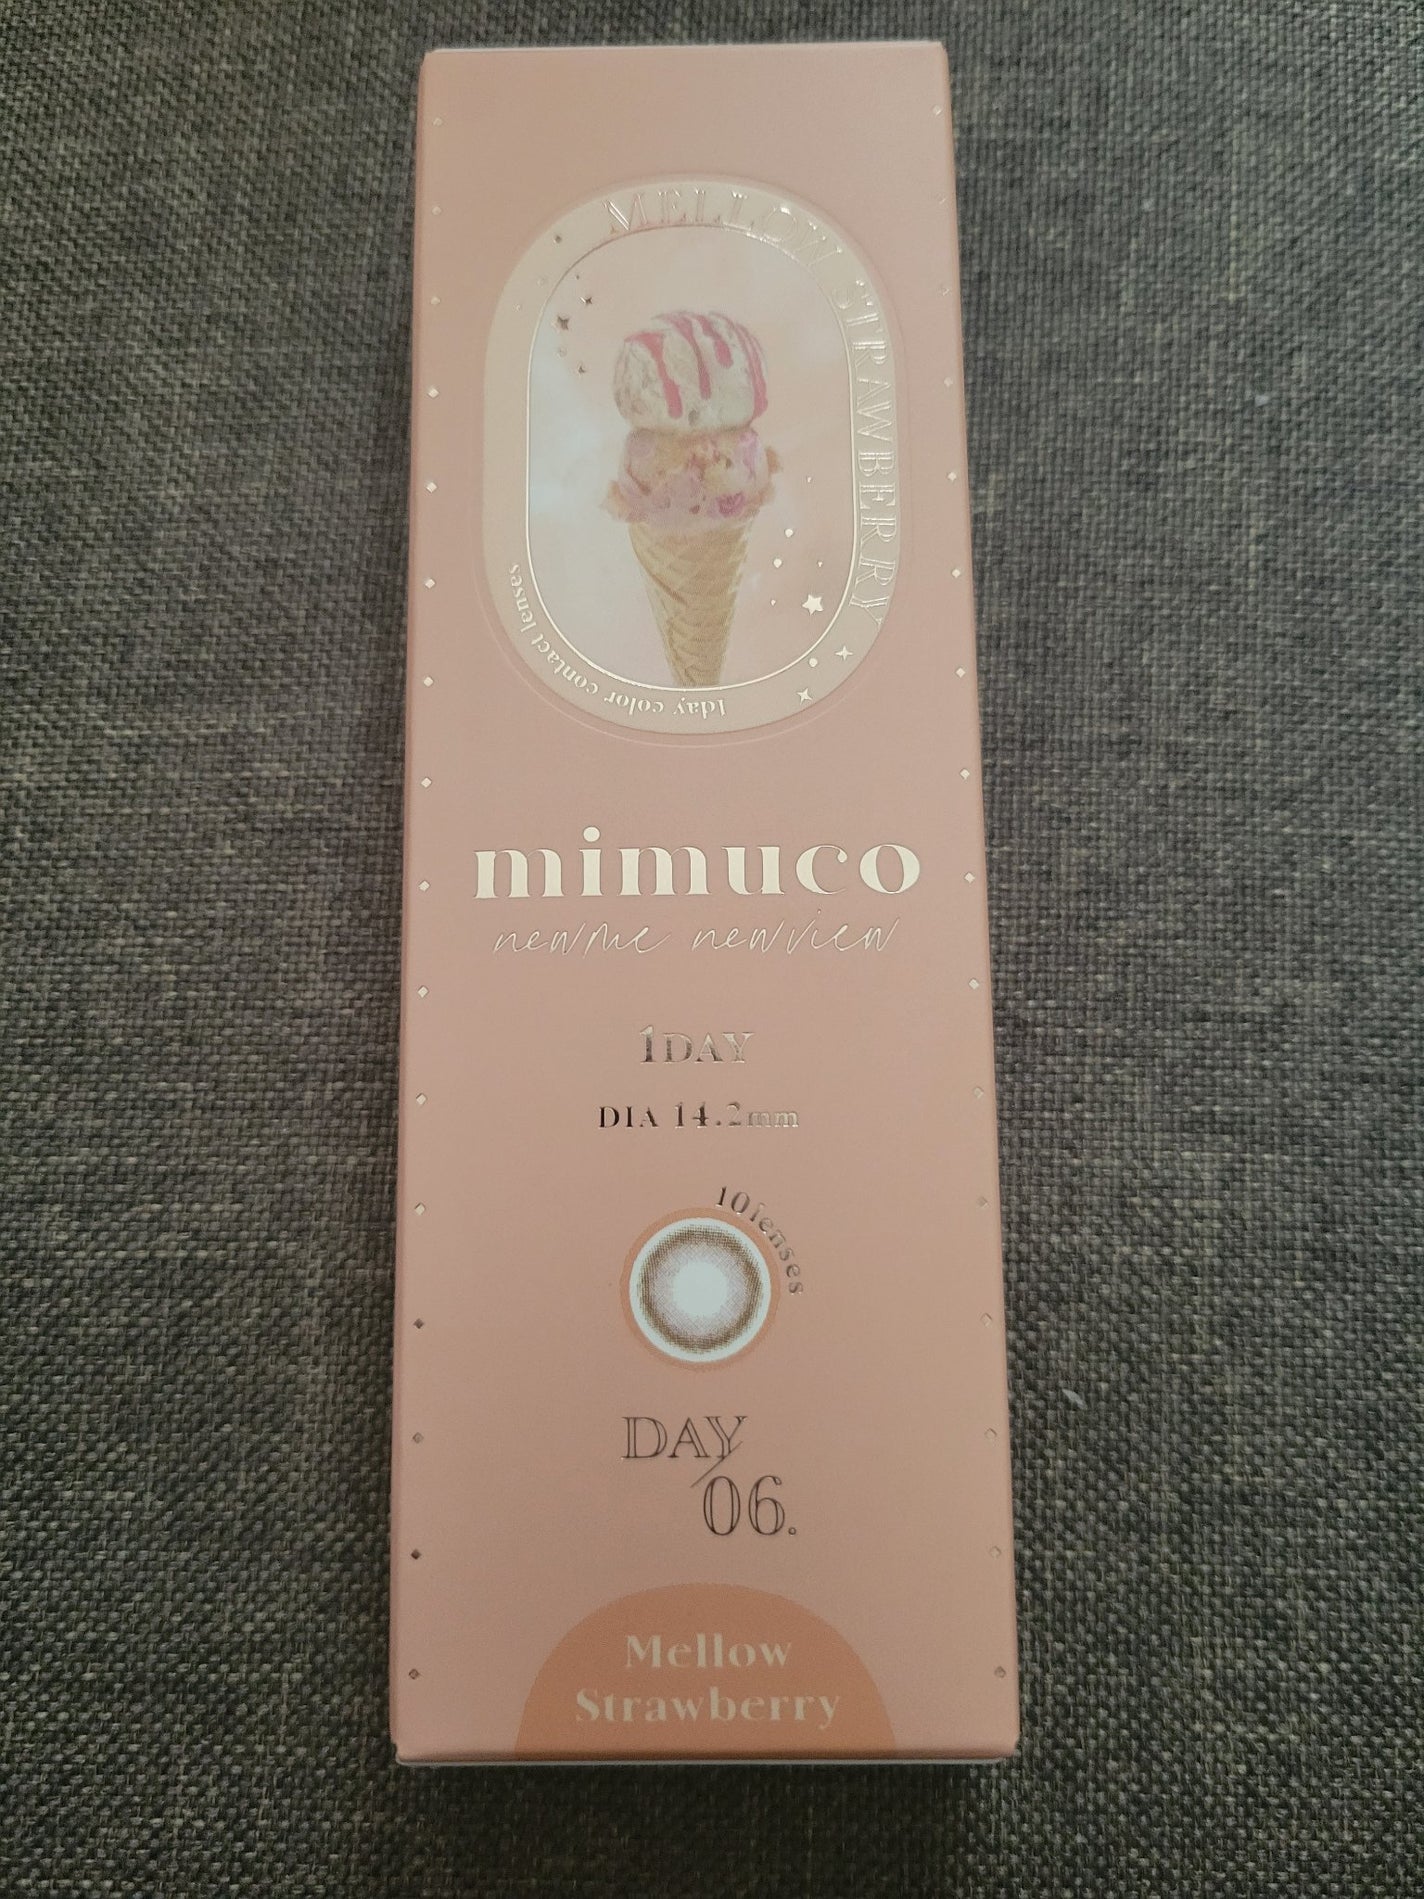 MELLOW STRAWBERRY
1day color contact lenses
mimuco
newme newview
1DAY
DIA 14.2mm
10lenses
DAY
06.
Mellow
Strawberry